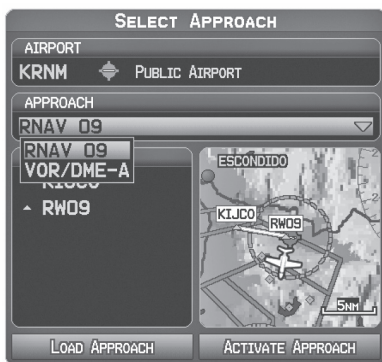 SELECT APPROACH
AIRPORT
KRNM PUBLIC AIRPORT
APPROACH
RNAV 09
RNAV 09
VOR/DME-A
KIJCO
RW09
ESCONDIDO
KIJCO
RW09
5NM
LOAD APPROACH
ACTIVATE APPROACH